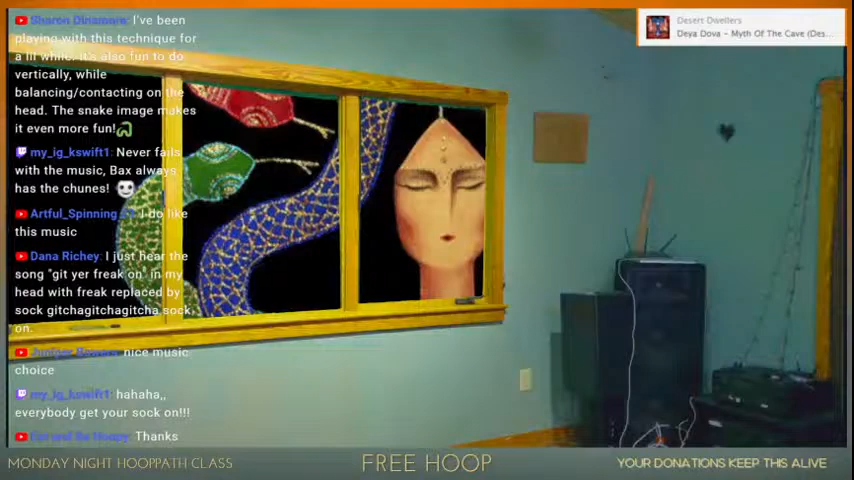 Sharon Dinamore: I've been
playing with this technique for
a lil while. it's also fun to do
vertically, while
balancing/contacting on the
head. The snake image makes
it even more fun!
my_ig_kswift1: Never fails
with the music, Bax always
has the chunes!
Artful_Spinning I do like
this music
Dana Richey: I just hear the
song "git yer freak on" in my
head with freak replaced by
sock gitchagitchagitcha sock
on.
nice music
choice
my_ig_kswift1: hahaha,,
everybody get your sock on!!!
Thanks
Desert Dwellers
Deya Dova - Myth Of The Cave (Des...
MONDAY NIGHT HOOPPATH CLASS
FREE HOOP
YOUR DONATIONS KEEP THIS ALIVE